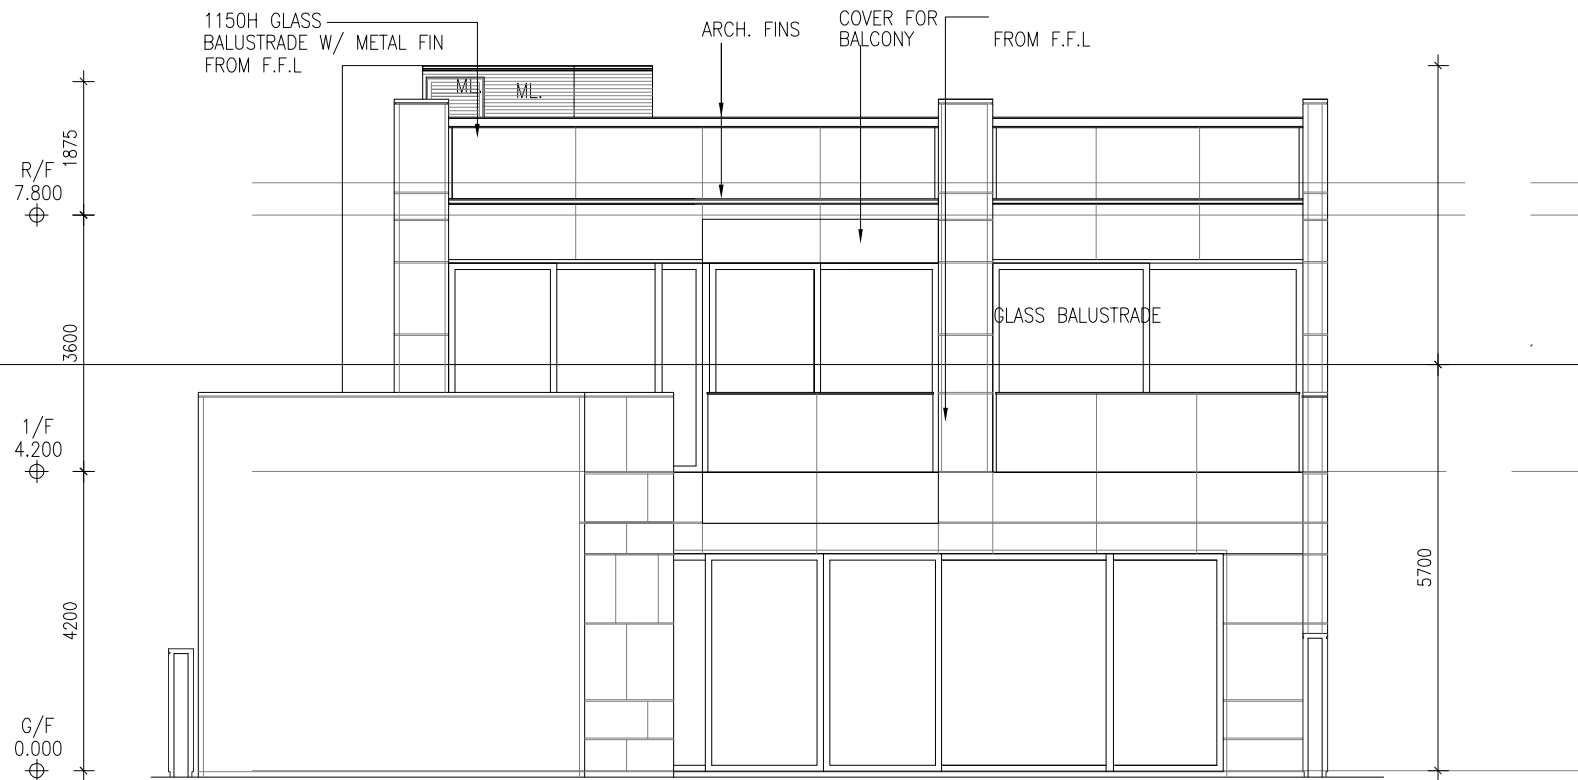 1150H GLASS
BALUSTRADE W/ METAL FIN
FROM F.F.L
ARCH. FINS
COVER FOR
BALCONY
FROM F.F.L
ML.
ML.
1875
R/F
7.800
3600
GLASS BALUSTRADE
1/F
4.200
5700
4200
G/F
0.000